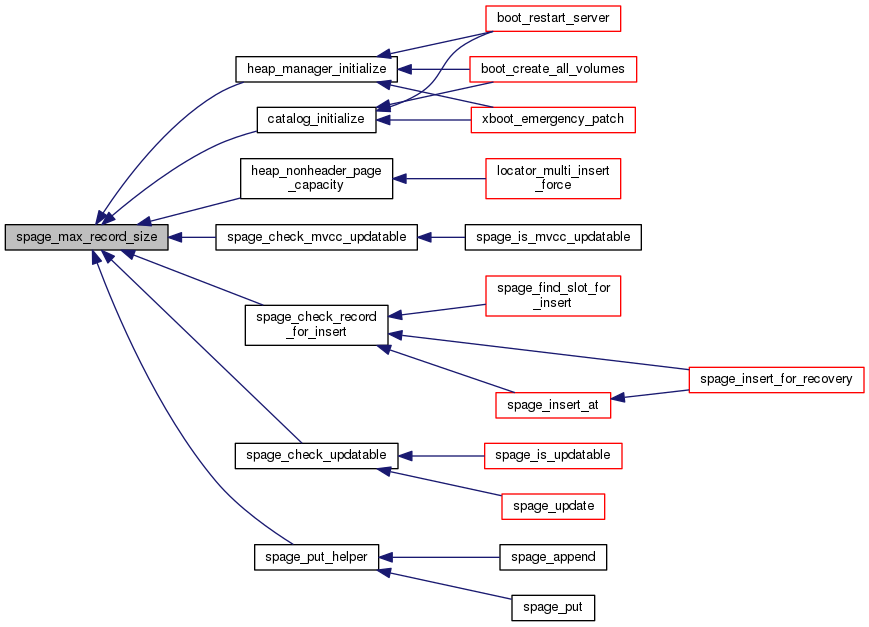 boot_restart_server
heap_manager_initialize
boot_create_all_volumes
catalog_initialize
xboot_emergency_patch
heap_nonheader_page
_capacity
locator_multi_insert
_force
spage_max_record_size
spage_check_mvcc_updatable
spage_is_mvcc_updatable
spage_find_slot_for
_insert
spage_check_record
_for_insert
spage_insert_for_recovery
spage_insert_at
spage_check_updatable
spage_is_updatable
spage_update
spage_put_helper
spage_append
spage_put